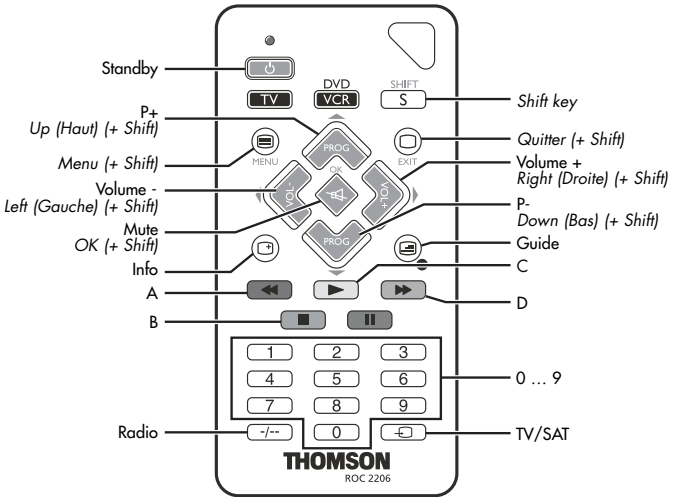 Standby
DVD
SHIFT
TV
VCR
S
Shift key
P+
Up (Haut) (+ Shift)
PROG
Quitter (+ Shift)
Menu (+ Shift)
MENU
OK
EXIT
Volume -
Left (Gauche) (+ Shift)
VOL-
VOL+
Volume +
Right (Droite) (+ Shift)
Mute
OK (+ Shift)
PROG
P-
Down (Bas) (+ Shift)
Info
Guide
A
C
D
B
1 2 3
4 5 6
7 8 9
0 ... 9
Radio
-/--
0
TV/SAT
THOMSON
ROC 2206